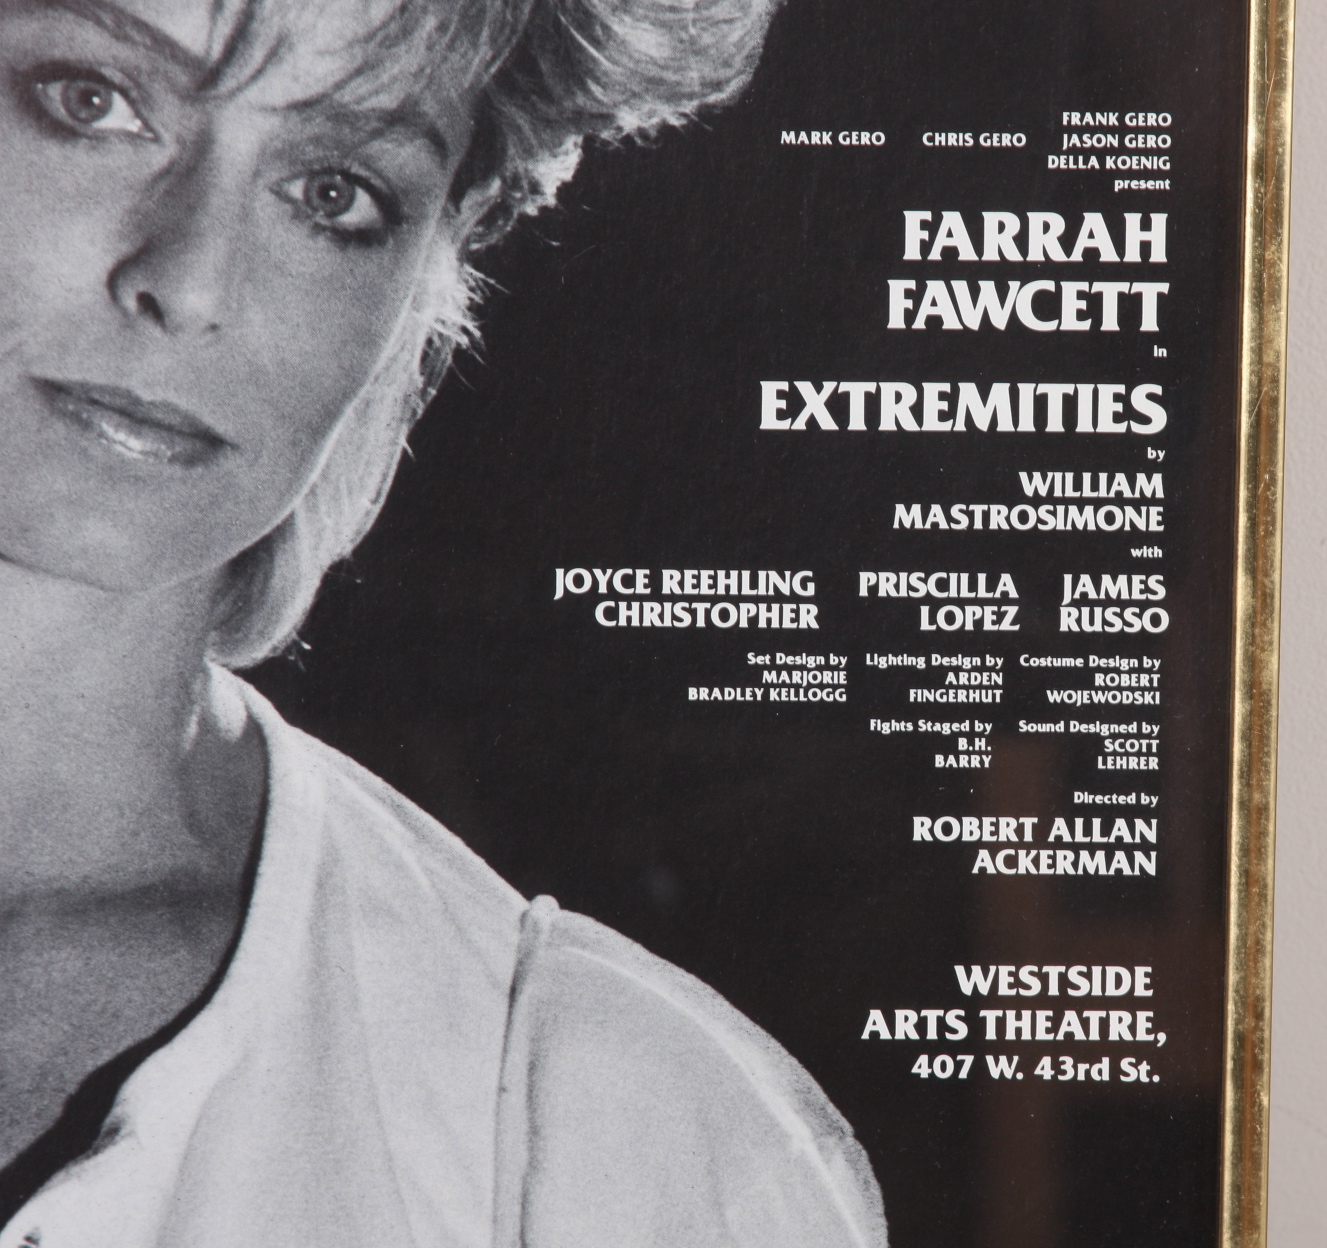 FRANK GERO
MARK GERO CHRIS GERO JASON GERO
DELLA KOENIG
present
FARRAH
FAWCETT
in
EXTREMITIES
by
WILLIAM
MASTROSIMONE
with
JOYCE REEHLING PRISCILLA JAMES
CHRISTOPHER LOPEZ RUSSO
Set Design by Lighting Design by Costume Design by
MARJORIE ARDEN ROBERT
BRADLEY KELLOGG FINGERHUT WOJEWODSKI
Fights Staged by Sound Designed by
B.H. SCOTT
BARRY LEHRER
Directed by
ROBERT ALLAN
ACKERMAN
WESTSIDE
ARTS THEATRE,
407 W. 43rd St.